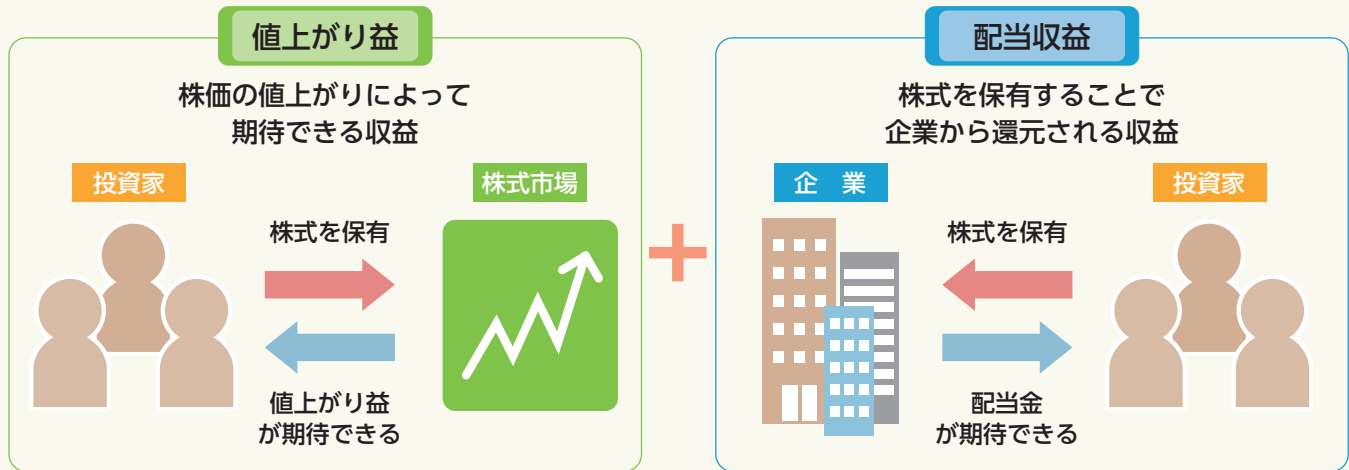 値上がり益
株価の値上がりによって
期待できる収益
投資家
株式市場
株式を保有
値上がり益
が期待できる
+
配当収益
株式を保有することで
企業から還元される収益
企 業
投資家
株式を保有
配当金
が期待できる